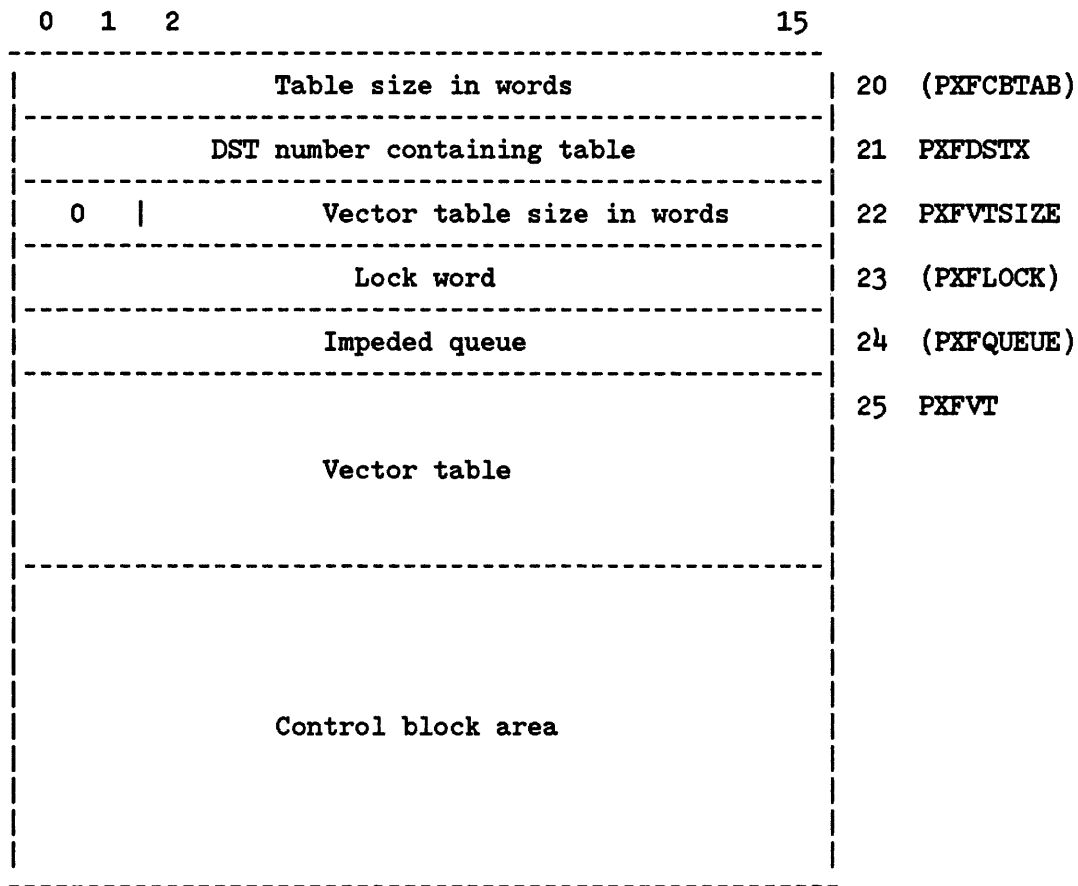 0 1 2 15
Table size in words 20 (PXFCBTAB)
DST number containing table 21 PXFDSTX
0 | Vector table size in words 22 PXFVTSIZE
Lock word 23 (PXFLOCK)
Impeded queue 24 (PXFQUEUE)
25 PXFVT
Vector table
Control block area